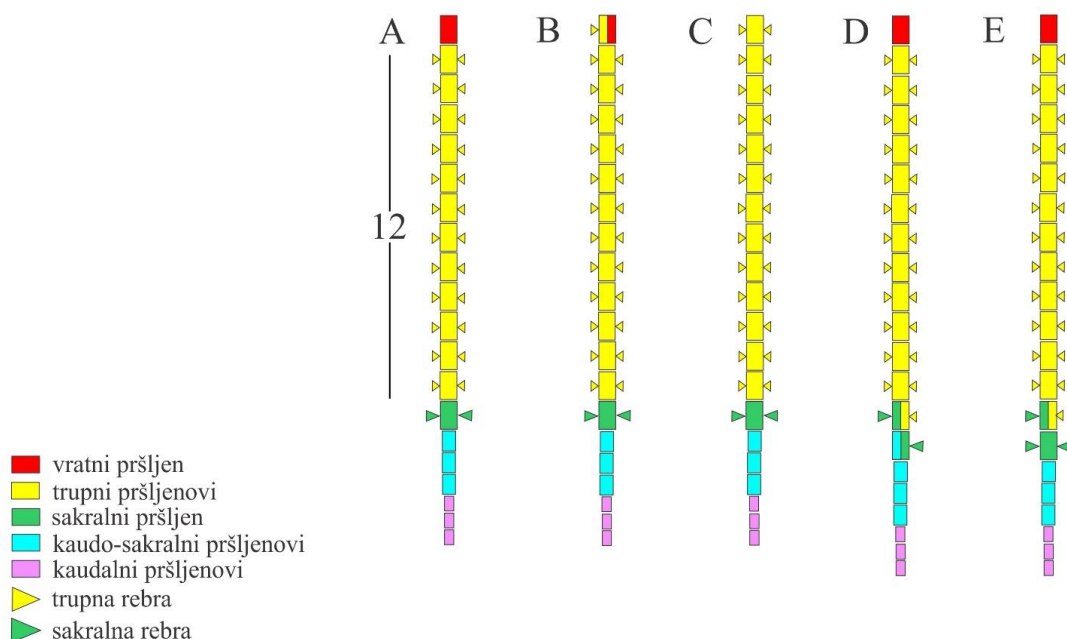 A B C D E
12
vratni pršljen
trupni pršljenovi
sakralni pršljen
kaudo-sakralni pršljenovi
kaudalni pršljenovi
trupna rebra
sakralna rebra